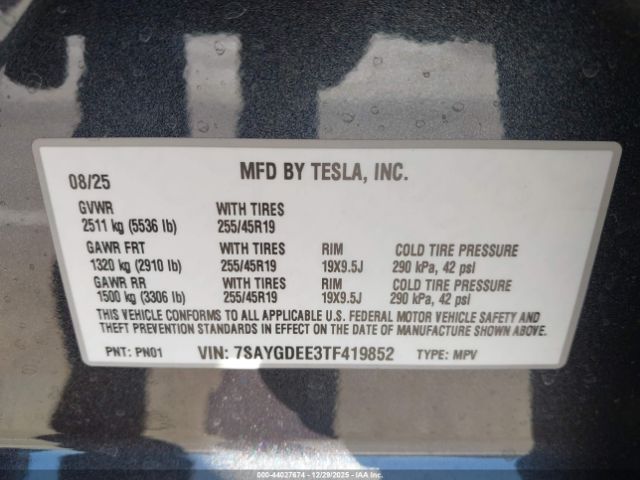 08/25 MFD BY TESLA, INC.
GVWR WITH TIRES
2511 kg (5536 lb) 255/45R19
GAWR FRT WITH TIRES RIM COLD TIRE PRESSURE
1320 kg (2910 lb) 255/45R19 19X9.5J 290 kPa, 42 psi
GAWR RR WITH TIRES RIM COLD TIRE PRESSURE
1500 kg (3306 lb) 255/45R19 19X9.5J 290 kPa, 42 psi
THIS VEHICLE CONFORMS TO ALL APPLICABLE U.S. FEDERAL MOTOR VEHICLE SAFETY AND
THEFT PREVENTION STANDARDS IN EFFECT ON THE DATE OF MANUFACTURE SHOWN ABOVE.
PNT: PN01 VIN: 7SAYGDEE3TF419852 TYPE: MPV
©IAA - 44027674 - 12/29/2025 - IAAI.COM